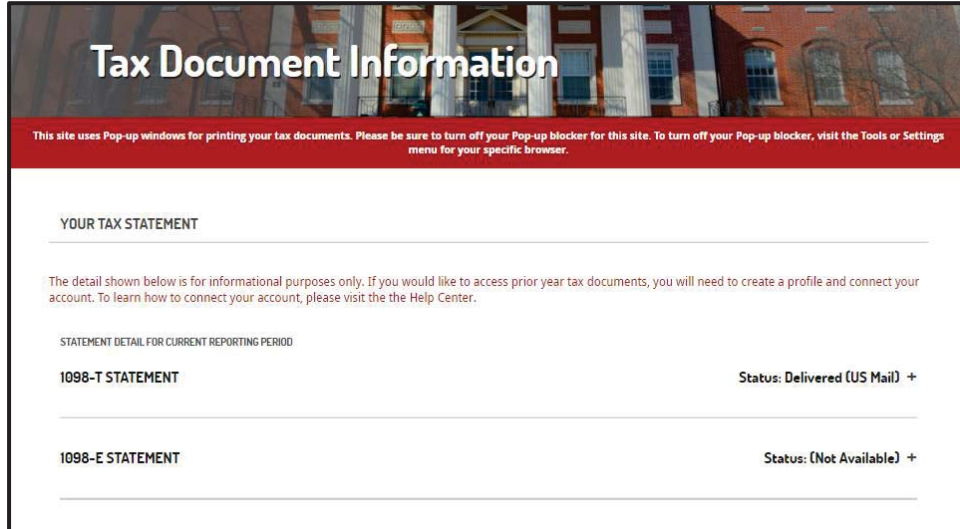 Tax Document Information
This site uses Pop-up windows for printing your tax documents. Please be sure to turn off your Pop-up blocker for this site. To turn off your Pop-up blocker, visit the Tools or Settings
menu for your specific browser.
YOUR TAX STATEMENT
The detail shown below is for informational purposes only. If you would like to access prior year tax documents, you will need to create a profile and connect your
account. To learn how to connect your account, please visit the the Help Center.
STATEMENT DETAIL FOR CURRENT REPORTING PERIOD
1098-T STATEMENT Status: Delivered (US Mail) +
1098-E STATEMENT Status: (Not Available) +